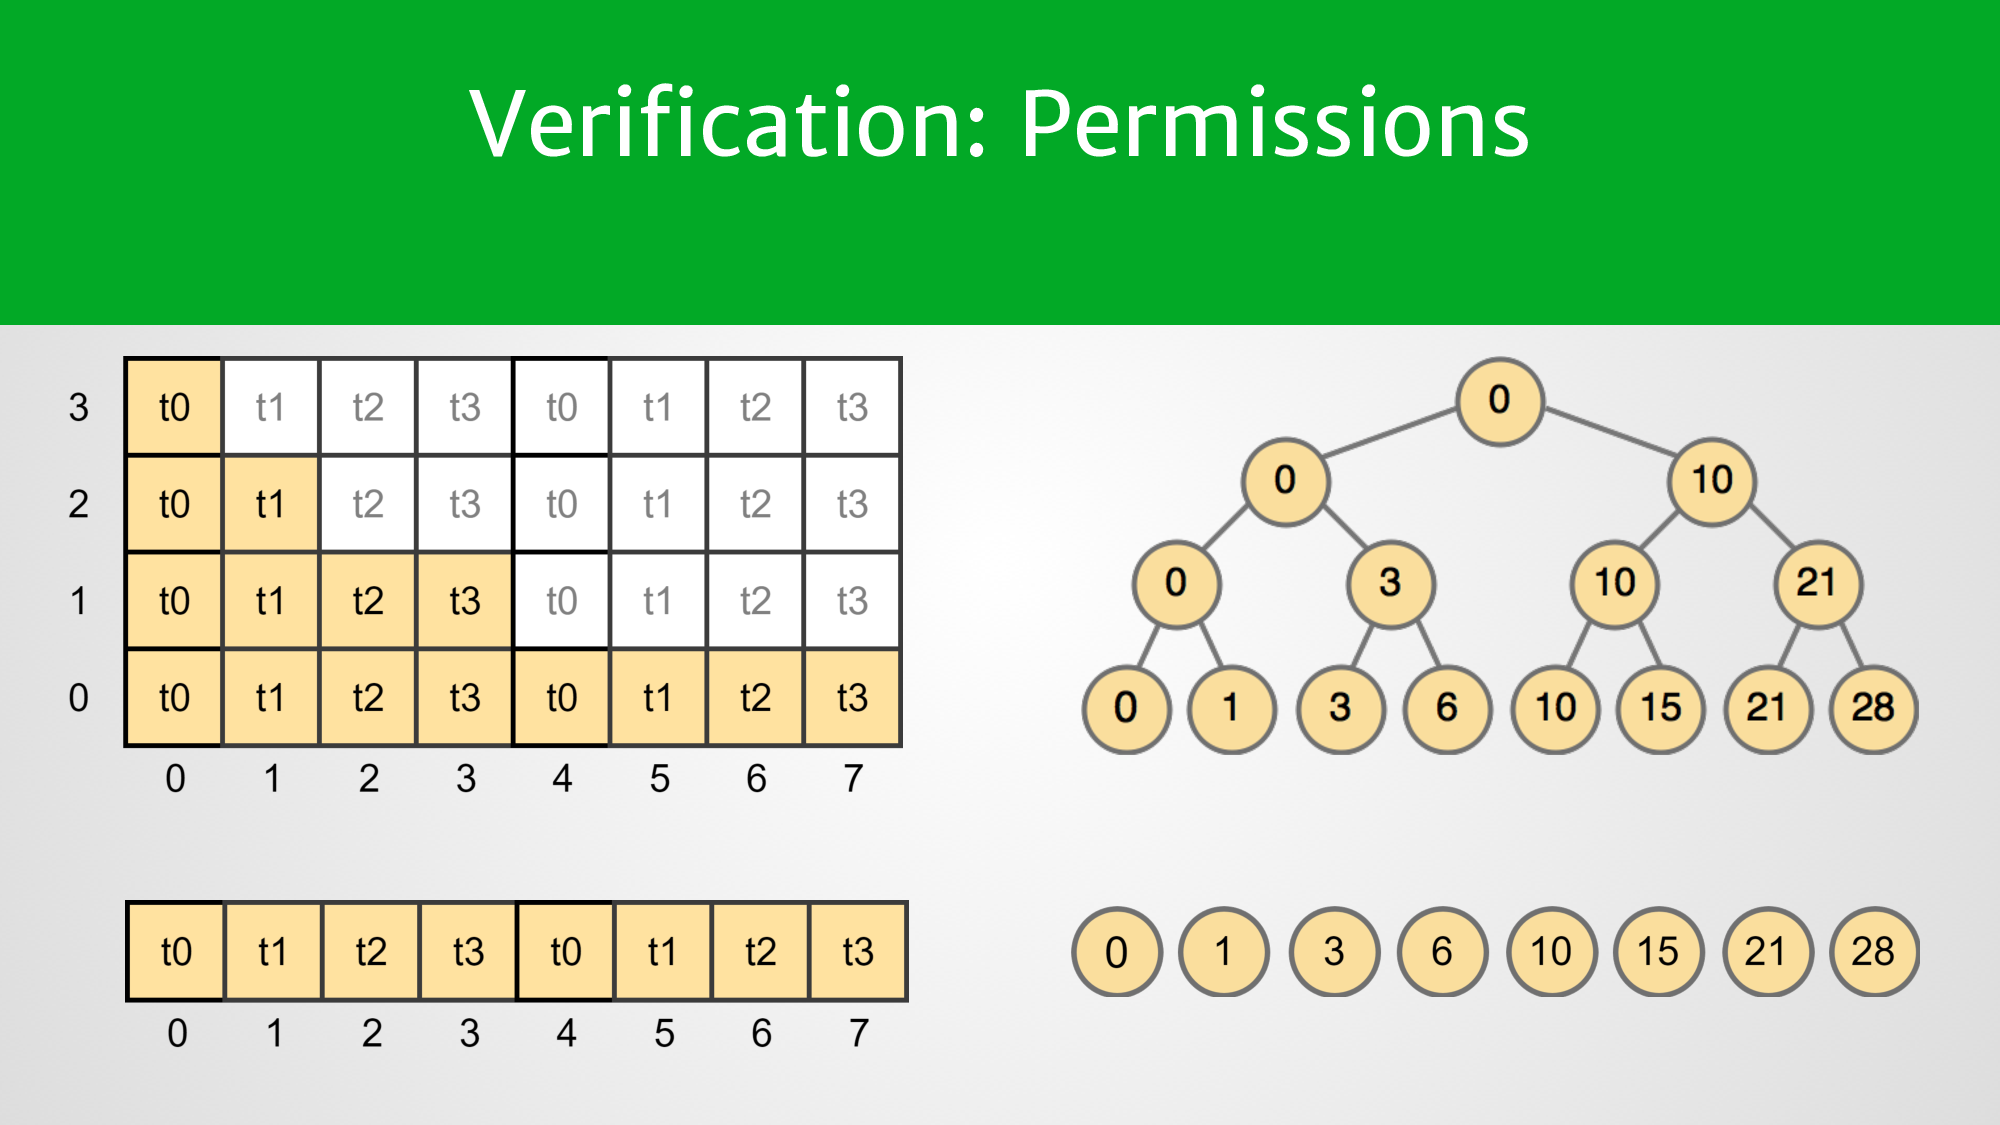 Verification: Permissions
3 t0 t1 t2 t3 t0 t1 t2 t3
2 t0 t1 t2 t3 t0 t1 t2 t3
1 t0 t1 t2 t3 t0 t1 t2 t3
0 t0 t1 t2 t3 t0 t1 t2 t3
0 1 2 3 4 5 6 7
0
0 10
0 3 10 21
0 1 3 6 10 15 21 28
t0 t1 t2 t3 t0 t1 t2 t3
0 1 2 3 4 5 6 7
0 1 3 6 10 15 21 28